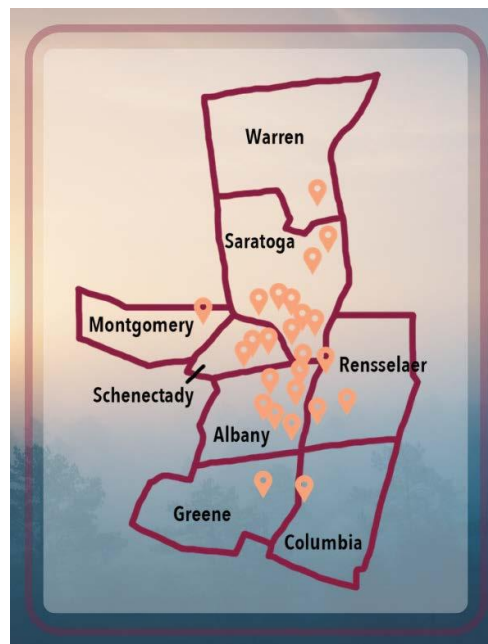 Warren
Saratoga
Montgomery
Rensselaer
Schenectady
Albany
Greene
Columbia